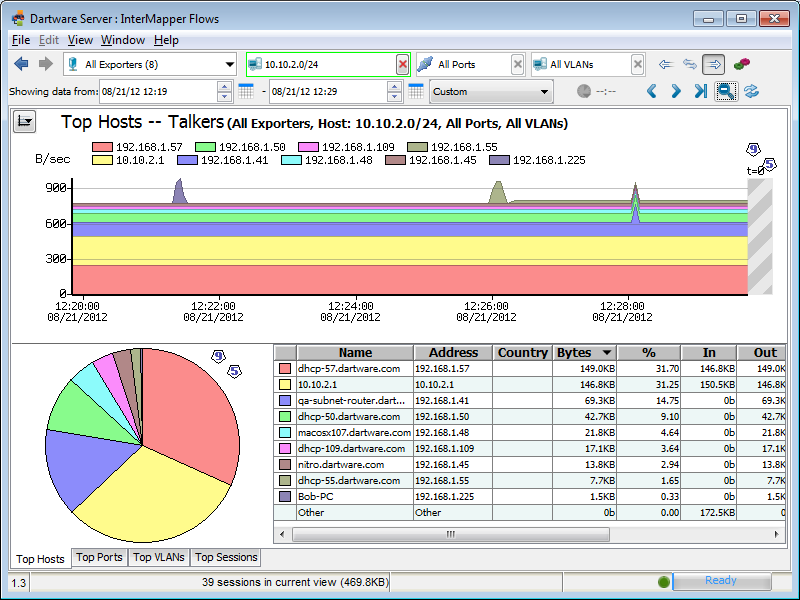 Dartware Server : InterMapper Flows
File Edit View Window Help
All Exporters (8) 10.10.2.0/24 All Ports All VLANs
Showing data from: 08/21/12 12:19 - 08/21/12 12:29 Custom --:--
Top Hosts -- Talkers (All Exporters, Host: 10.10.2.0/24, All Ports, All VLANs)
B/sec 192.168.1.57 192.168.1.50 192.168.1.109 192.168.1.55
10.10.2.1 192.168.1.41 192.168.1.48 192.168.1.45 192.168.1.225
9
5
t=0
900
600
300
0
12:20:00 12:22:00 12:24:00 12:26:00 12:28:00
08/21/2012 08/21/2012 08/21/2012 08/21/2012 08/21/2012
9
5
Name Address Country Bytes % In Out
dhcp-57.dartware.com 192.168.1.57 149.0KB 31.70 146.8KB 149.0K
10.10.2.1 10.10.2.1 146.8KB 31.25 150.5KB 146.8K
qa-subnet-router.dart... 192.168.1.41 69.3KB 14.75 0b 69.3K
dhcp-50.dartware.com 192.168.1.50 42.7KB 9.10 0b 42.7K
macosx107.dartware.com 192.168.1.48 21.8KB 4.64 0b 21.8K
dhcp-109.dartware.com 192.168.1.109 17.1KB 3.64 0b 17.1K
nitro.dartware.com 192.168.1.45 13.8KB 2.94 0b 13.8K
dhcp-55.dartware.com 192.168.1.55 7.7KB 1.65 0b 7.7K
Bob-PC 192.168.1.225 1.5KB 0.33 0b 1.5K
Other Other 0b 0.00 172.5KB 0
Top Hosts Top Ports Top VLANs Top Sessions
1.3 39 sessions in current view (469.8KB) Ready